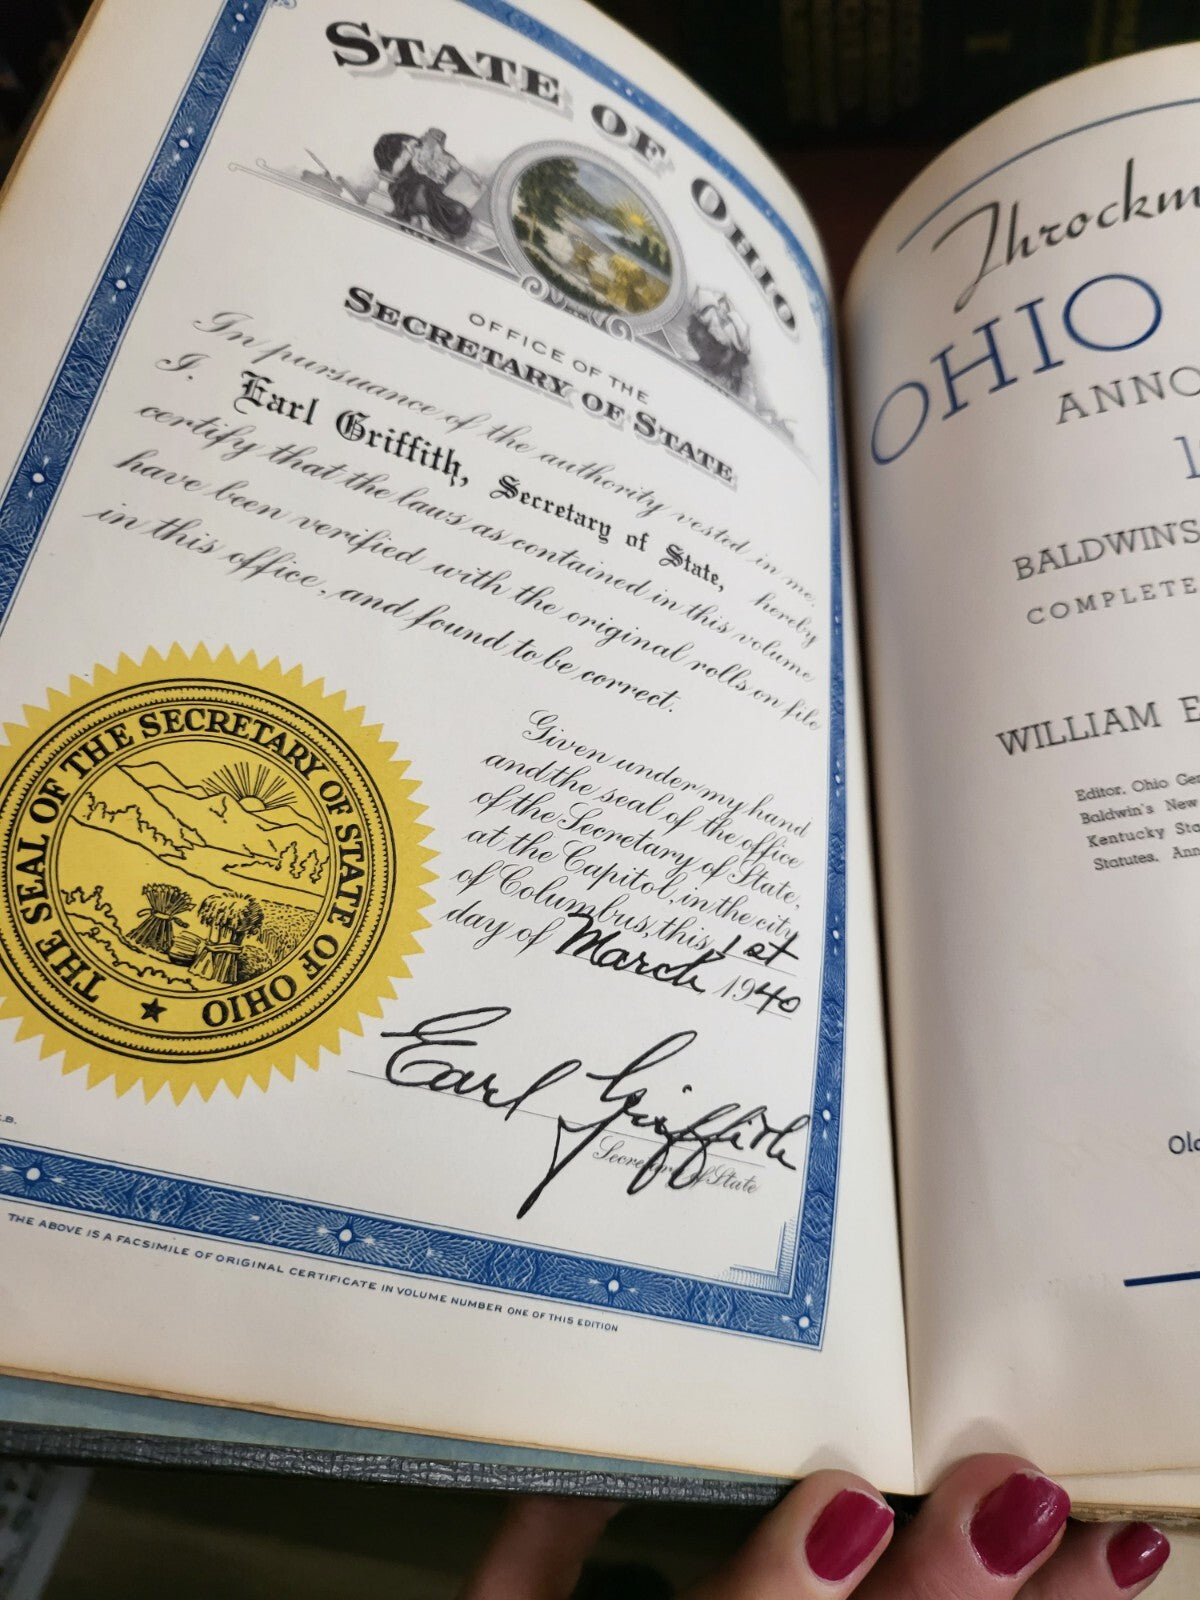 STATE OF OHIO
OFFICE OF THE
SECRETARY OF STATE
In pursuance of the authority vested in me,
I, Earl Griffith, Secretary of State, hereby
certify that the laws as contained in this volume
have been verified with the original rolls on file
in this office, and found to be correct.
Given under my hand
and the seal of the office
of the Secretary of State,
at the Capitol, in the city
of Columbus, this 1st
day of March 1940
Earl Griffith
Secretary of State
THE SEAL OF THE SECRETARY OF STATE OF OHIO
THE ABOVE IS A FACSIMILE OF ORIGINAL CERTIFICATE IN VOLUME NUMBER ONE OF THIS EDITION
Throckm
OHIO
ANNO
1
BALDWIN'S
COMPLETE
WILLIAM E
Editor, Ohio Ge
Baldwin's New
Kentucky Sta
Statutes, Ann